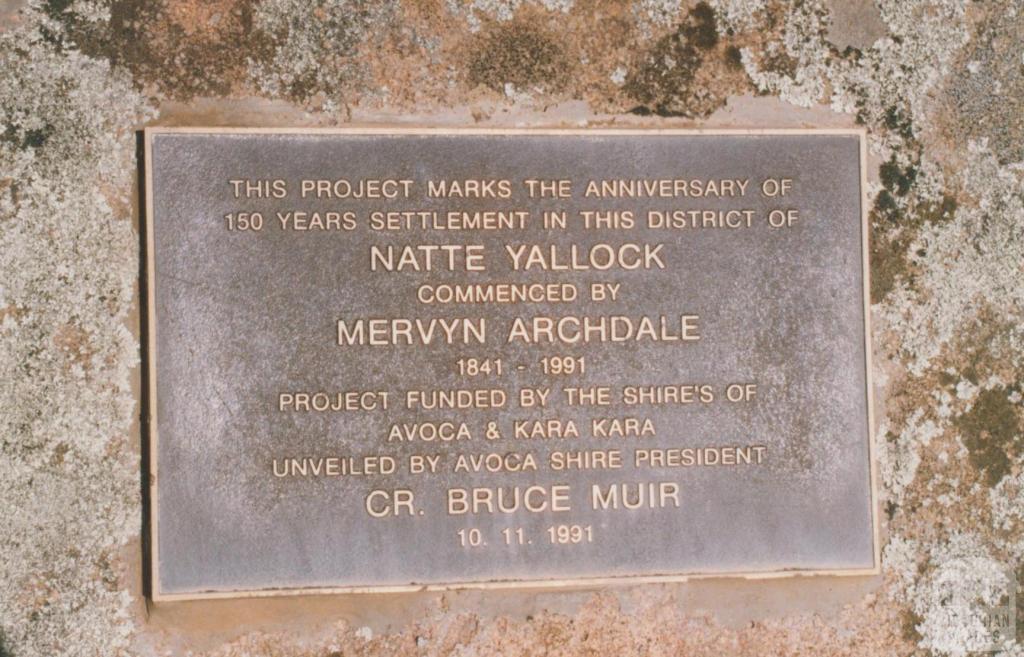 THIS PROJECT MARKS THE ANNIVERSARY OF
150 YEARS SETTLEMENT IN THIS DISTRICT OF
NATTE YALLOCK
COMMENCED BY
MERVYN ARCHDALE
1841 - 1991
PROJECT FUNDED BY THE SHIRE'S OF
AVOCA & KARA KARA
UNVEILED BY AVOCA SHIRE PRESIDENT
CR. BRUCE MUIR
10. 11. 1991